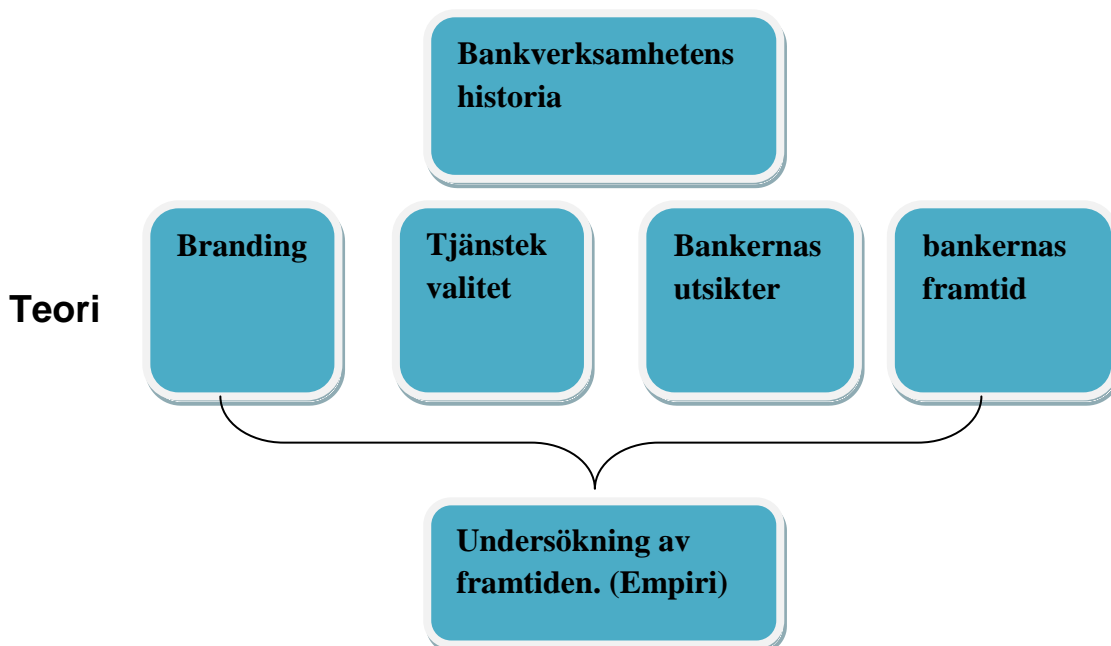 Bankverksamhetens
historia
Teori
Branding
Tjänstek
valitet
Bankernas
utsikter
bankernas
framtid
Undersökning av
framtiden. (Empiri)